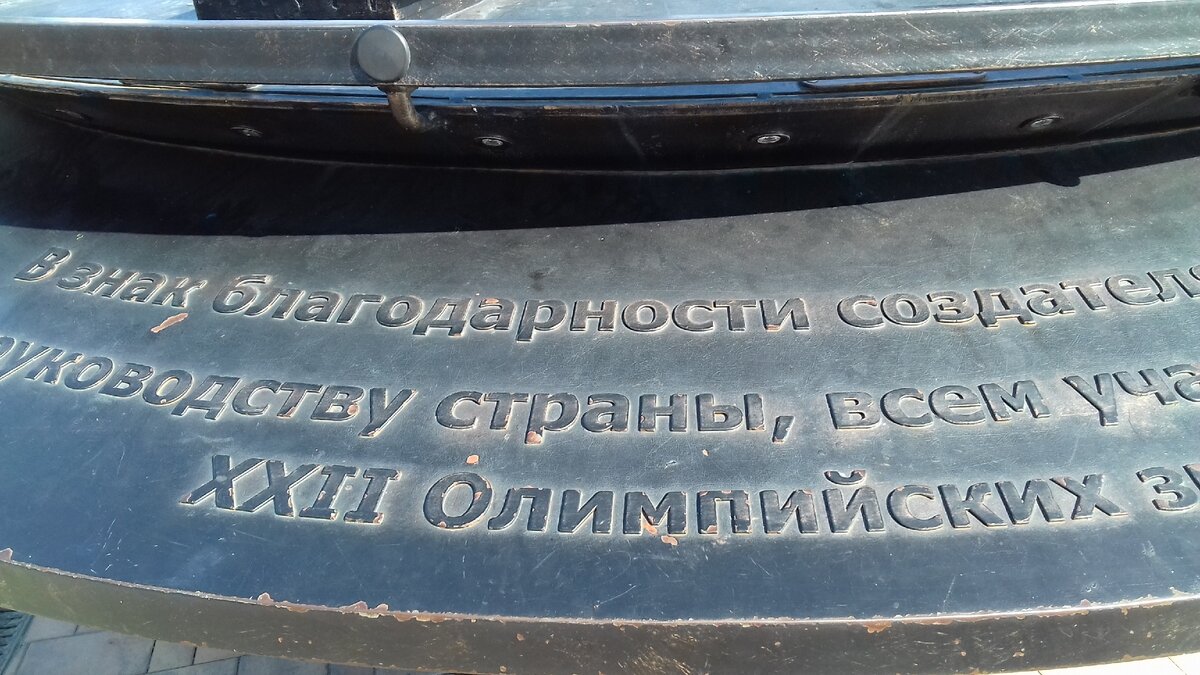 В знак благодарности создател
руководству страны, всем уча
XXII Олимпийских з